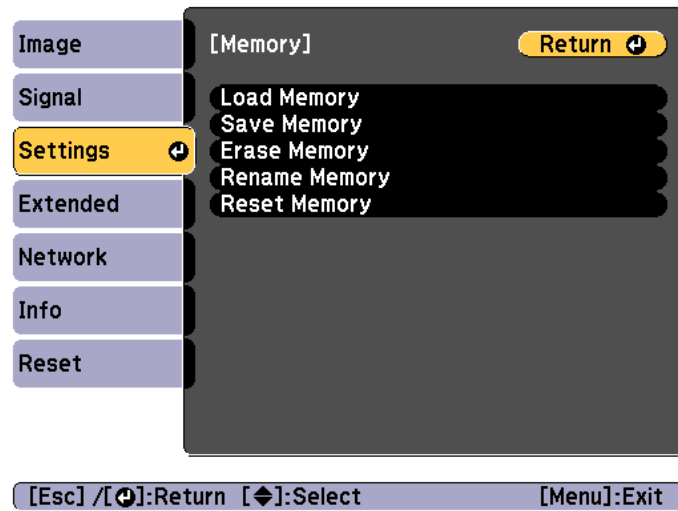 Image
Signal
Settings
Extended
Network
Info
Reset
[Memory]
Return
Load Memory
Save Memory
Erase Memory
Rename Memory
Reset Memory
[Esc] /[⏎]:Return [◆]:Select [Menu]:Exit